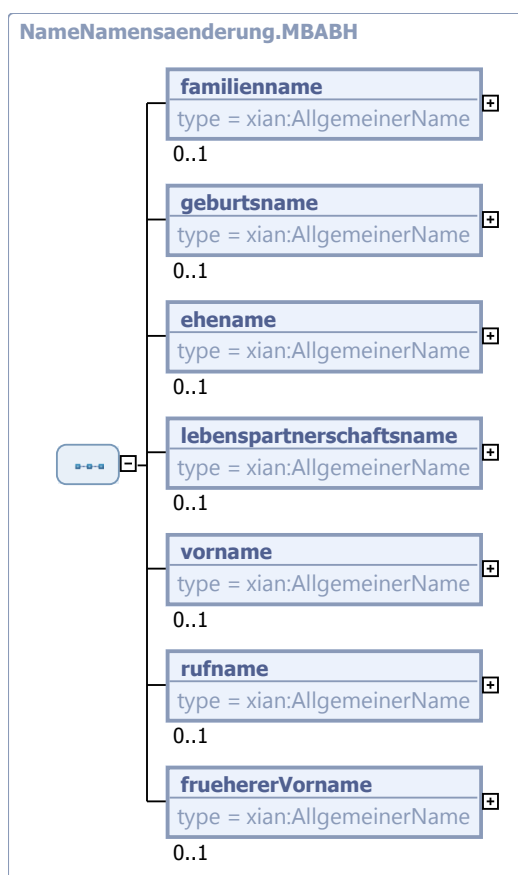 NameNamensaenderung.MBABH
familienname
type = xian:AllgemeinerName
0..1
geburtsname
type = xian:AllgemeinerName
0..1
ehename
type = xian:AllgemeinerName
0..1
lebenspartnerschaftsname
type = xian:AllgemeinerName
0..1
vorname
type = xian:AllgemeinerName
0..1
rufname
type = xian:AllgemeinerName
0..1
fruehererVorname
type = xian:AllgemeinerName
0..1